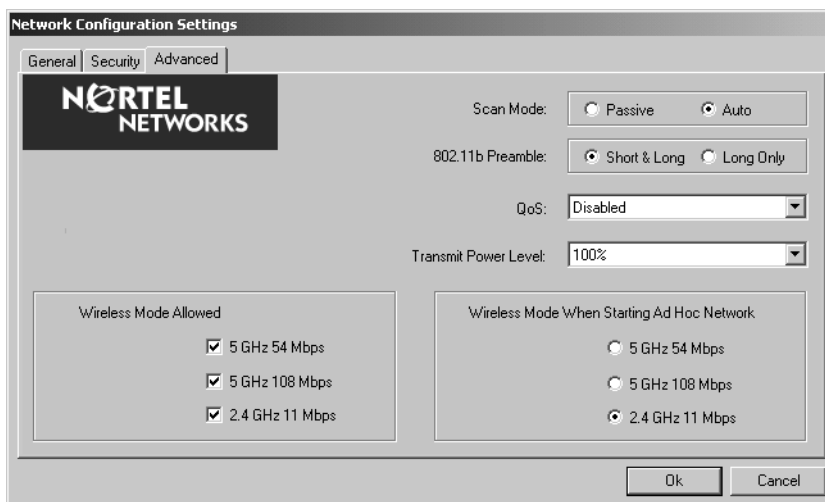 Network Configuration Settings
General Security Advanced
NORTEL
NETWORKS
Scan Mode: Passive Auto
802.11b Preamble: Short & Long Long Only
QoS: Disabled
Transmit Power Level: 100%
Wireless Mode Allowed
5 GHz 54 Mbps
5 GHz 108 Mbps
2.4 GHz 11 Mbps
Wireless Mode When Starting Ad Hoc Network
5 GHz 54 Mbps
5 GHz 108 Mbps
2.4 GHz 11 Mbps
Ok Cancel